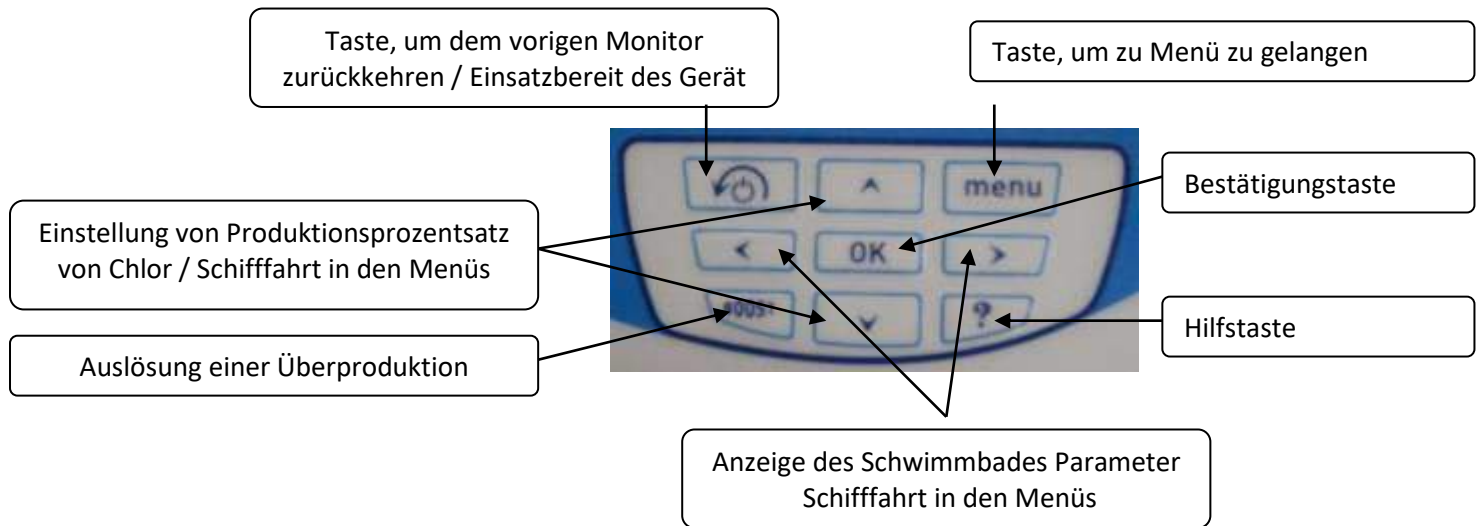 Taste, um dem vorigen Monitor
zurückkehren / Einsatzbereit des Gerät
Taste, um zu Menü zu gelangen
menu
Bestätigungstaste
Einstellung von Produktionsprozentsatz
von Chlor / Schifffahrt in den Menüs
OK
?
Hilfstaste
Auslösung einer Überproduktion
Anzeige des Schwimmbades Parameter
Schifffahrt in den Menüs